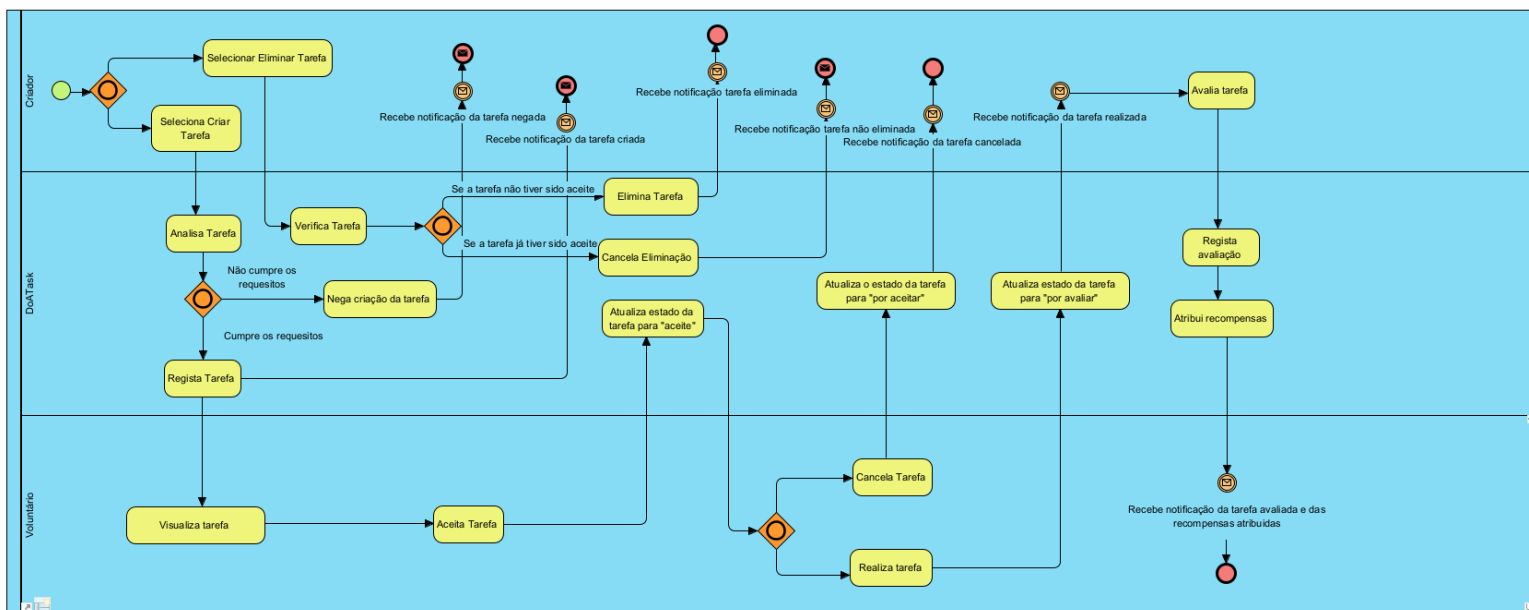 Criador
Selecionar Eliminar Tarefa
Seleciona Criar
Tarefa
Recebe notificação da tarefa negada
Recebe notificação da tarefa criada
Recebe notificação tarefa eliminada
Recebe notificação tarefa não eliminada
Recebe notificação da tarefa cancelada
Recebe notificação da tarefa realizada
Avalia tarefa
DoATask
Analisa Tarefa
Verifica Tarefa
Se a tarefa não tiver sido aceite
Elimina Tarefa
Se a tarefa já tiver sido aceite
Cancela Eliminação
Não cumpre os
requesitos
Nega criação da tarefa
Cumpre os requesitos
Regista Tarefa
Atualiza estado da
tarefa para "aceite"
Atualiza o estado da tarefa
para "por aceitar"
Atualiza estado da tarefa
para "por avaliar"
Regista
avaliação
Atribui recompensas
Voluntário
Visualiza tarefa
Aceita Tarefa
Cancela Tarefa
Realiza tarefa
Recebe notificação da tarefa avaliada e das
recompensas atribuidas